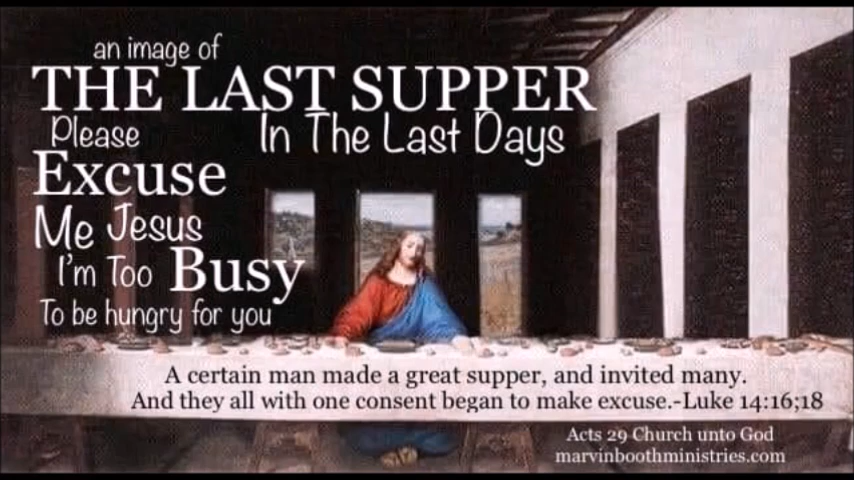 an image of
THE LAST SUPPER
Please In The Last Days
Excuse
Me Jesus
I'm Too Busy
To be hungry for you
A certain man made a great supper, and invited many.
And they all with one consent began to make excuse.-Luke 14:16;18
Acts 29 Church unto God
marvinboothministries.com